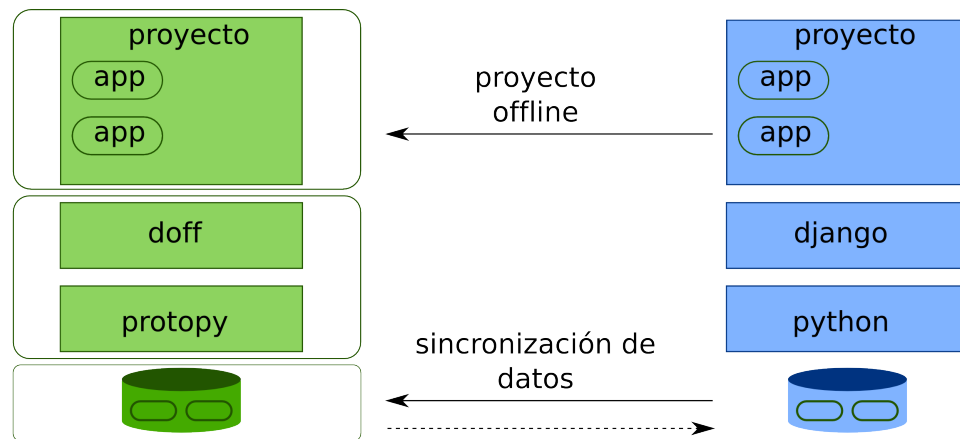 proyecto
app
app
doff
protopy
proyecto
offline
sincronización de
datos
proyecto
app
app
django
python